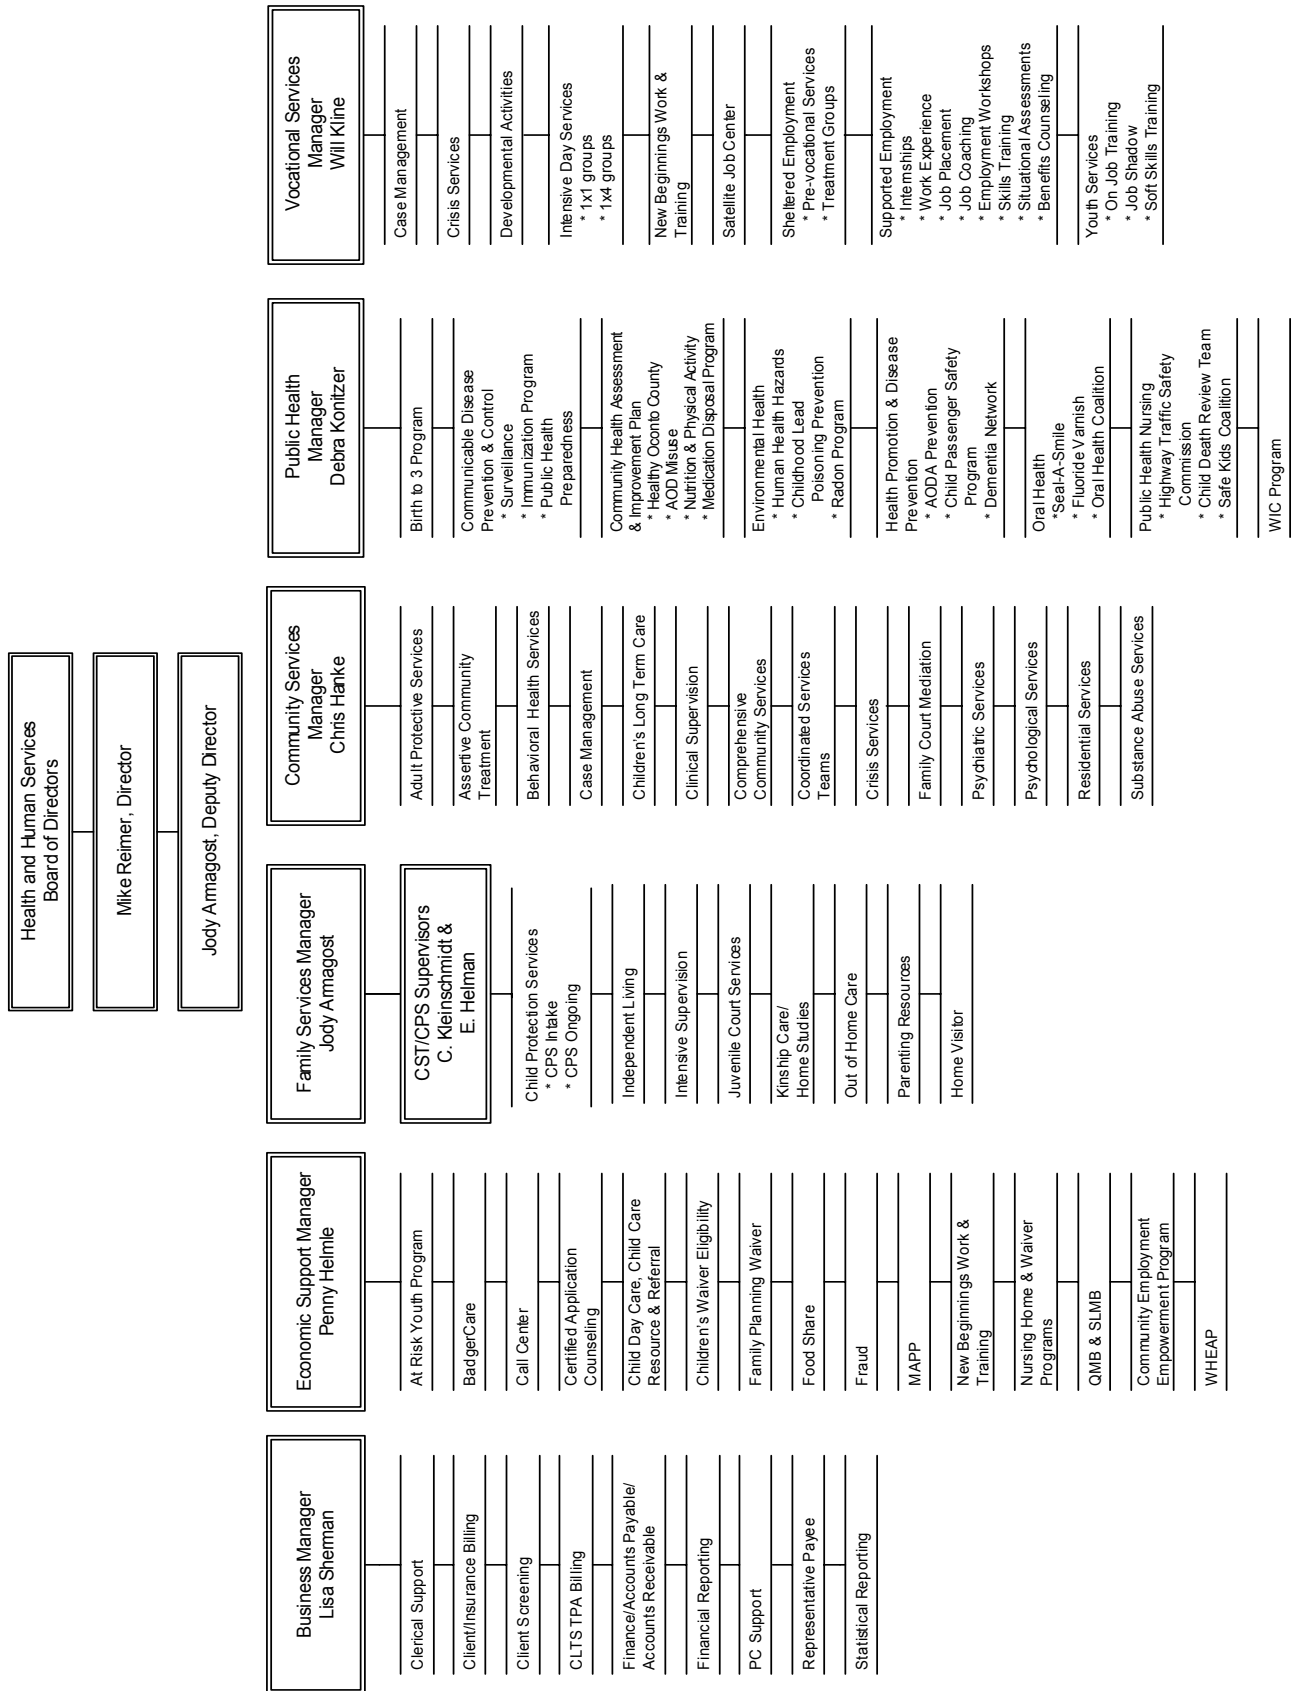 Health and Human Services
Board of Directors
Mike Reimer, Director
Jody Armagost, Deputy Director
Business Manager
Lisa Sherman
Clerical Support
Client/Insurance Billing
Client Screening
CLTS TPA Billing
Finance/Accounts Payable/
Accounts Receivable
Financial Reporting
PC Support
Representative Payee
Statistical Reporting
Economic Support Manager
Penny Helmle
At Risk Youth Program
BadgerCare
Call Center
Certified Application
Counseling
Child Day Care, Child Care
Resource & Referral
Children's Waiver Eligibility
Family Planning Waiver
Food Share
Fraud
MAPP
New Beginnings Work &
Training
Nursing Home & Waiver
Programs
QMB & SLMB
Community Employment
Empowerment Program
WHEAP
Family Services Manager
Jody Armagost
CST/CPS Supervisors
C. Kleinschmidt &
E. Helman
Child Protection Services
* CPS Intake
* CPS Ongoing
Independent Living
Intensive Supervision
Juvenile Court Services
Kinship Care/
Home Studies
Out of Home Care
Parenting Resources
Home Visitor
Community Services
Manager
Chris Hanke
Adult Protective Services
Assertive Community
Treatment
Behavioral Health Services
Case Management
Children's Long Term Care
Clinical Supervision
Comprehensive
Community Services
Coordinated Services
Teams
Crisis Services
Family Court Mediation
Psychiatric Services
Psychological Services
Residential Services
Substance Abuse Services
Public Health
Manager
Debra Konitzer
Birth to 3 Program
Communicable Disease
Prevention & Control
* Surveillance
* Immunization Program
* Public Health
Preparedness
Community Health Assessment
& Improvement Plan
* Healthy Oconto County
* AOD Misuse
* Nutrition & Physical Activity
* Medication Disposal Program
Environmental Health
* Human Health Hazards
* Childhood Lead
Poisoning Prevention
* Radon Program
Health Promotion & Disease
Prevention
* AODA Prevention
* Child Passenger Safety
Program
* Dementia Network
Oral Health
*Seal-A-Smile
* Fluoride Varnish
* Oral Health Coalition
Public Health Nursing
* Highway Traffic Safety
Commission
* Child Death Review Team
* Safe Kids Coalition
WIC Program
Vocational Services
Manager
Will Kline
Case Management
Crisis Services
Developmental Activities
Intensive Day Services
* 1x1 groups
* 1x4 groups
New Beginnings Work &
Training
Satellite Job Center
Sheltered Employment
* Pre-vocational Services
* Treatment Groups
Supported Employment
* Internships
* Work Experience
* Job Placement
* Job Coaching
* Employment Workshops
* Skills Training
* Situational Assessments
* Benefits Counseling
Youth Services
* On Job Training
* Job Shadow
* Soft Skills Training